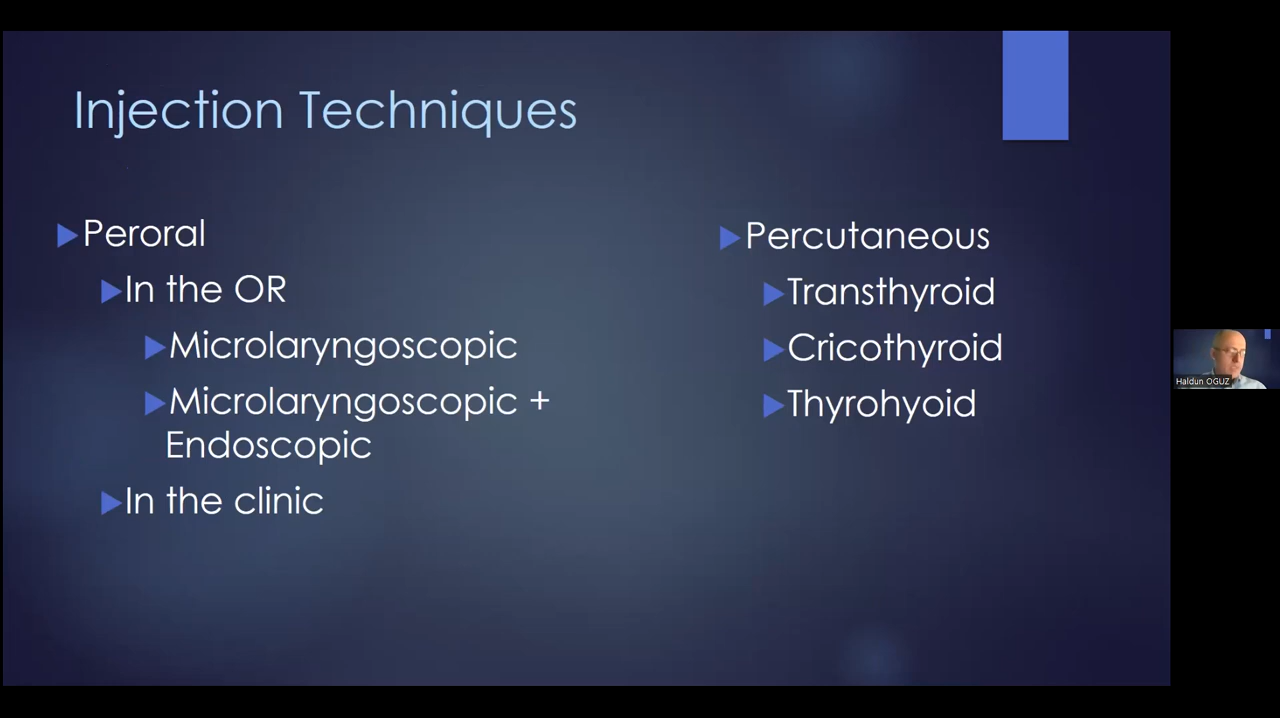 Injection Techniques
Peroral
In the OR
Microlaryngoscopic
Microlaryngoscopic +
Endoscopic
In the clinic
Percutaneous
Transthyroid
Cricothyroid
Thyrohyoid
Haldun OGUZ